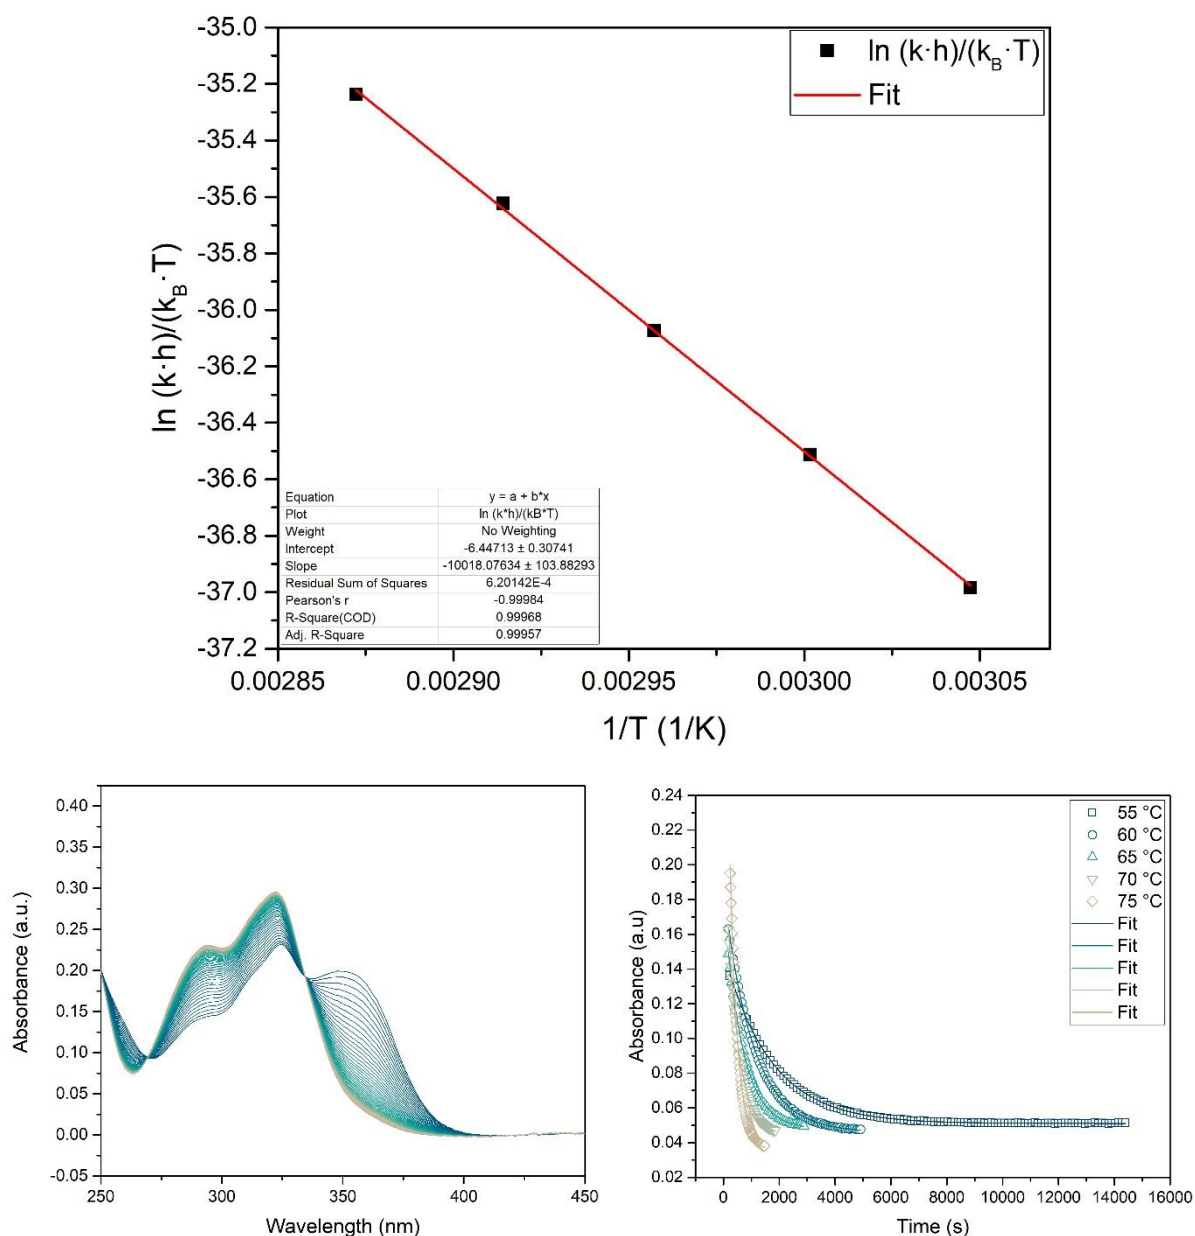 -35.0
-35.2
-35.4
-35.6
-35.8
-36.0
-36.2
-36.4
-36.6
-36.8
-37.0
-37.2
ln (k·h)/(k_B·T)
ln (k·h)/(k_B·T)
Fit
Equation y = a + b*x
Plot ln (k*h)/(kB*T)
Weight No Weighting
Intercept -6.44713 ± 0.30741
Slope -10018.07634 ± 103.88293
Residual Sum of Squares 6.20142E-4
Pearson's r -0.99984
R-Square(COD) 0.99968
Adj. R-Square 0.99957
0.00285 0.00290 0.00295 0.00300 0.00305
1/T (1/K)
0.40
0.35
0.30
0.25
0.20
0.15
0.10
0.05
0.00
-0.05
Absorbance (a.u.)
250 300 350 400 450
Wavelength (nm)
0.24
0.22
0.20
0.18
0.16
0.14
0.12
0.10
0.08
0.06
0.04
0.02
Absorbance (a.u)
55 °C
60 °C
65 °C
70 °C
75 °C
Fit
Fit
Fit
Fit
Fit
0 2000 4000 6000 8000 10000 12000 14000 16000
Time (s)